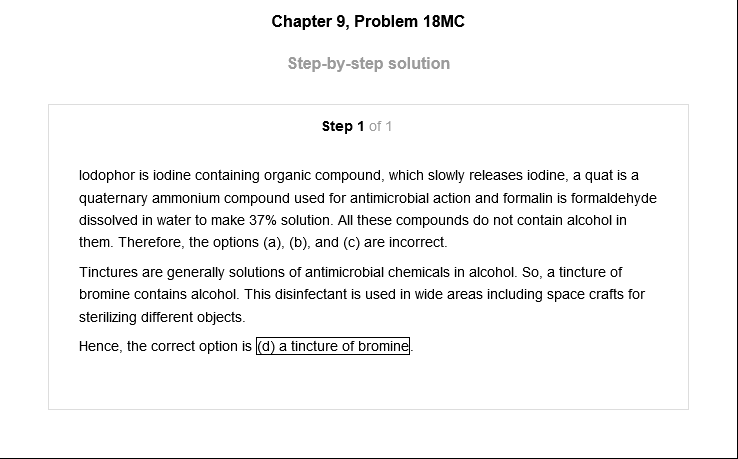 Chapter 9, Problem 18MC
Step-by-step solution
Step 1 of 1
Iodophor is iodine containing organic compound, which slowly releases iodine, a quat is a
quaternary ammonium compound used for antimicrobial action and formalin is formaldehyde
dissolved in water to make 37% solution. All these compounds do not contain alcohol in
them. Therefore, the options (a), (b), and (c) are incorrect.
Tinctures are generally solutions of antimicrobial chemicals in alcohol. So, a tincture of
bromine contains alcohol. This disinfectant is used in wide areas including space crafts for
sterilizing different objects.
Hence, the correct option is (d) a tincture of bromine.